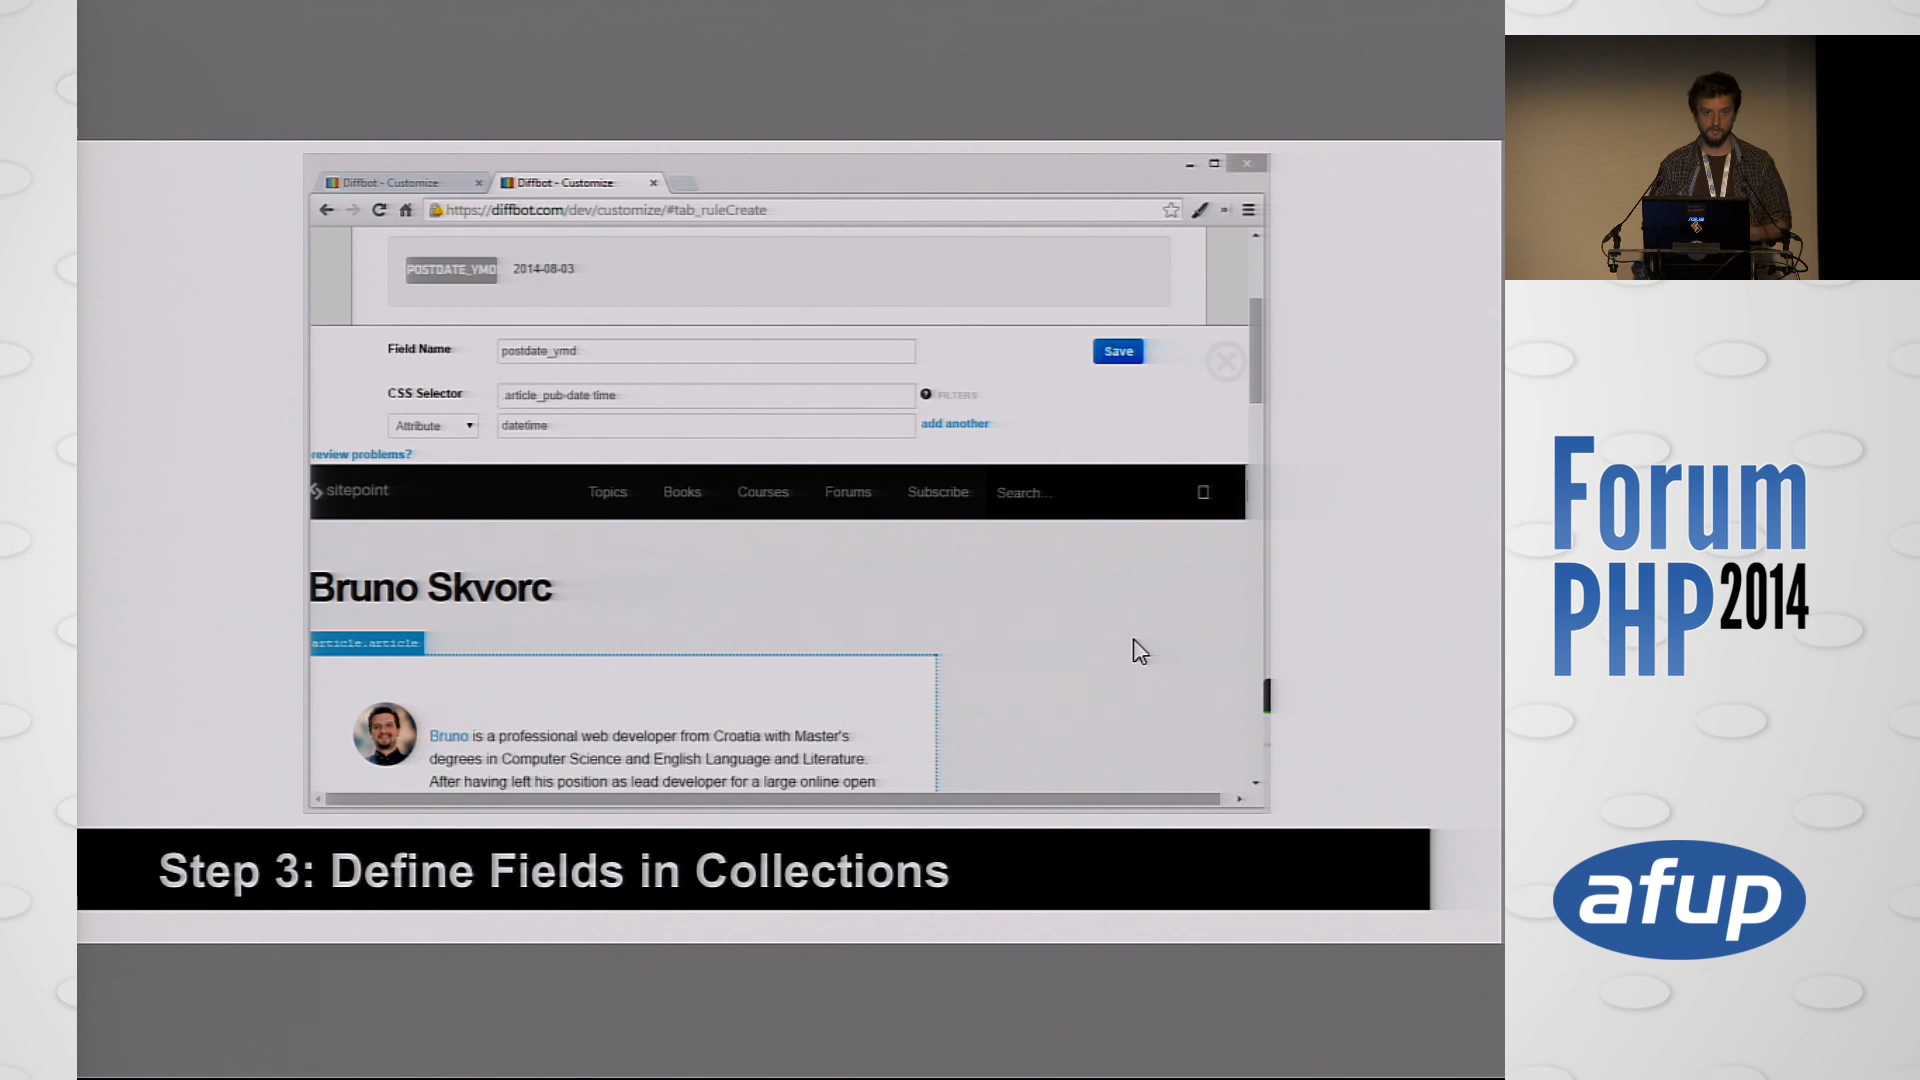 Diffbot - Customize
Diffbot - Customize
https://diffbot.com/dev/customize/#tab_ruleCreate
POSTDATE_YMD 2014-08-03
Field Name postdate_ymd Save
CSS Selector .article_pub-date time FILTERS
Attribute datetime add another
review problems?
sitepoint Topics Books Courses Forums Subscribe Search...
Bruno Skvorc
article.article
Bruno is a professional web developer from Croatia with Master's
degrees in Computer Science and English Language and Literature.
After having left his position as lead developer for a large online open
Step 3: Define Fields in Collections
ASUS
Forum
PHP 2014
afup